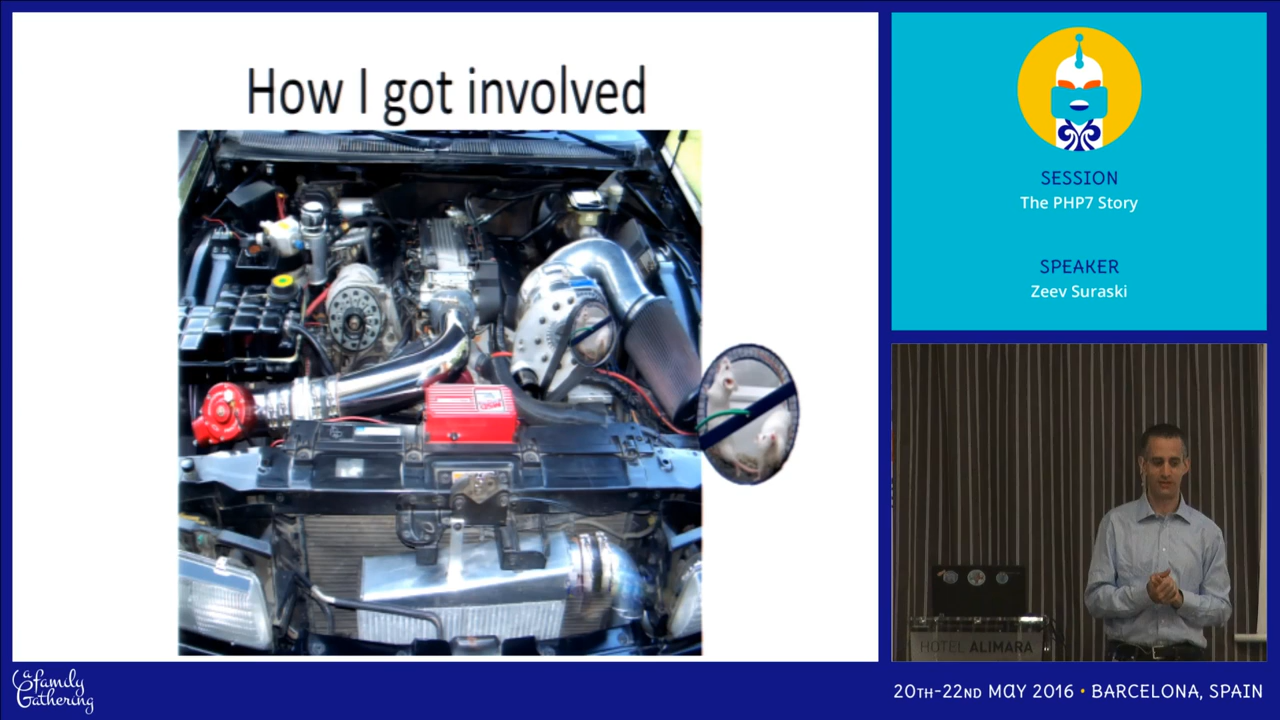 How I got involved
SESSION
The PHP7 Story
SPEAKER
Zeev Suraski
HOTEL ALIMARA
a
family
Gathering
20TH-22ND MAY 2016 • BARCELONA, SPAIN